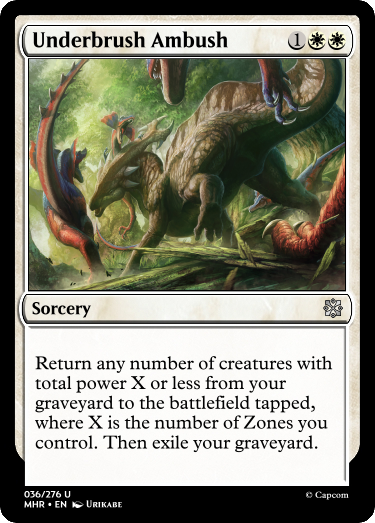 Underbrush Ambush 1
Sorcery
Return any number of creatures with
total power X or less from your
graveyard to the battlefield tapped,
where X is the number of Zones you
control. Then exile your graveyard.
036/276 U
MHR • EN Urikabe
© Capcom